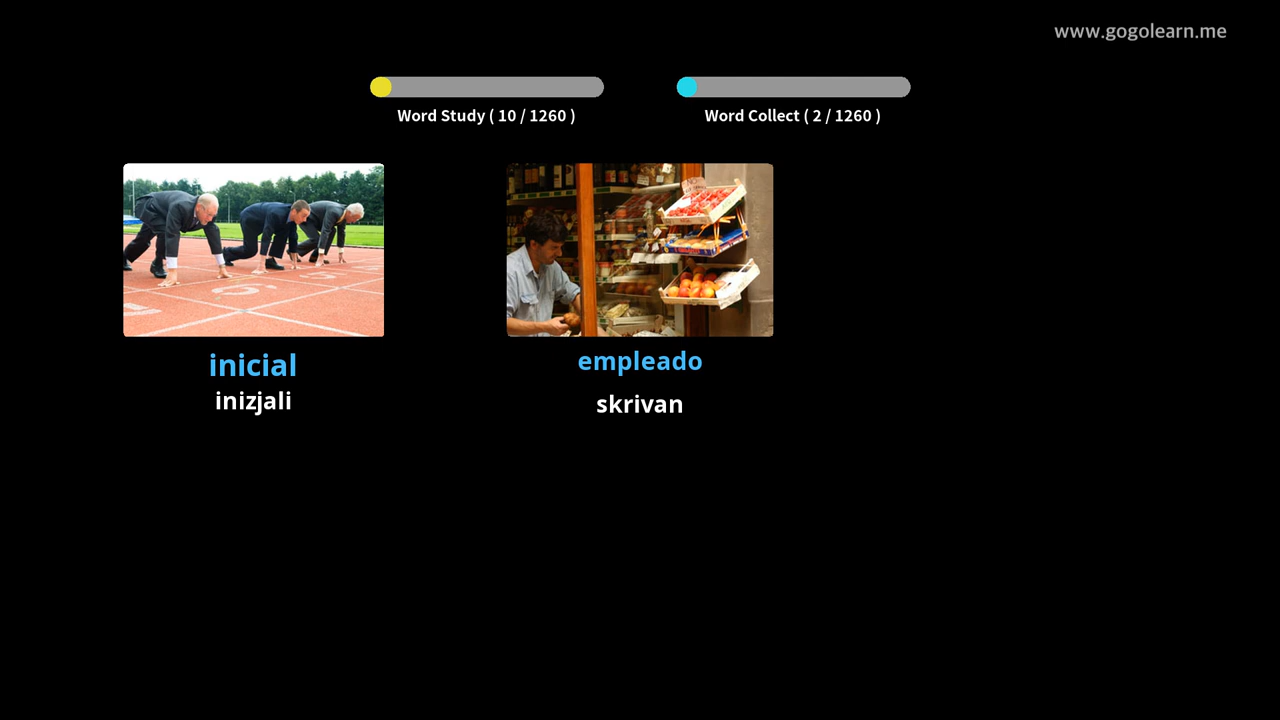 www.gogolearn.me
Word Study ( 10 / 1260 )
Word Collect ( 2 / 1260 )
inicial
inizjali
empleado
skrivan